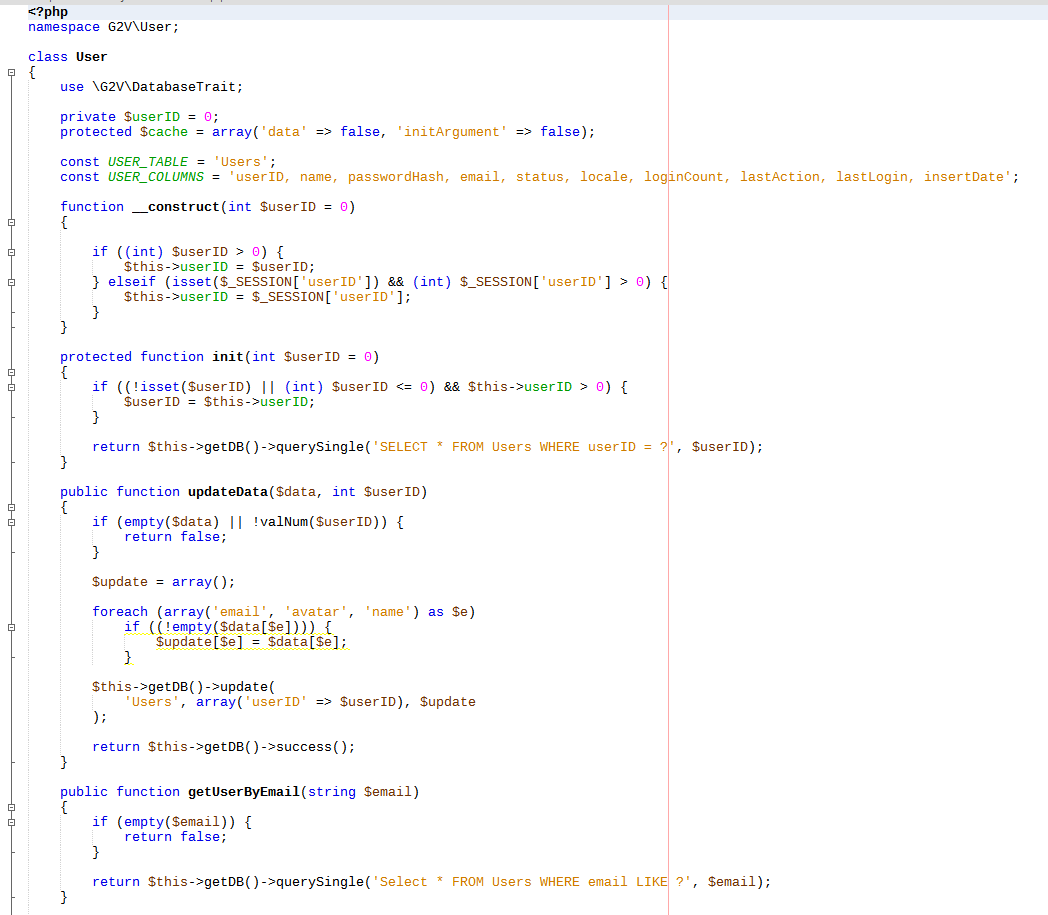 <?php
namespace G2V\User;
class User
{
use \G2V\DatabaseTrait;
private $userID = 0;
protected $cache = array('data' => false, 'initArgument' => false);
const USER_TABLE = 'Users';
const USER_COLUMNS = 'userID, name, passwordHash, email, status, locale, loginCount, lastAction, lastLogin, insertDate';
function __construct(int $userID = 0)
{
if ((int) $userID > 0) {
$this->userID = $userID;
} elseif (isset($_SESSION['userID']) && (int) $_SESSION['userID'] > 0) {
$this->userID = $_SESSION['userID'];
}
}
protected function init(int $userID = 0)
{
if ((!isset($userID) || (int) $userID <= 0) && $this->userID > 0) {
$userID = $this->userID;
}
return $this->getDB()->querySingle('SELECT * FROM Users WHERE userID = ?', $userID);
}
public function updateData($data, int $userID)
{
if (empty($data) || !valNum($userID)) {
return false;
}
$update = array();
foreach (array('email', 'avatar', 'name') as $e)
if ((!empty($data[$e]))) {
$update[$e] = $data[$e];
}
$this->getDB()->update(
'Users', array('userID' => $userID), $update
);
return $this->getDB()->success();
}
public function getUserByEmail(string $email)
{
if (empty($email)) {
return false;
}
return $this->getDB()->querySingle('Select * FROM Users WHERE email LIKE ?', $email);
}